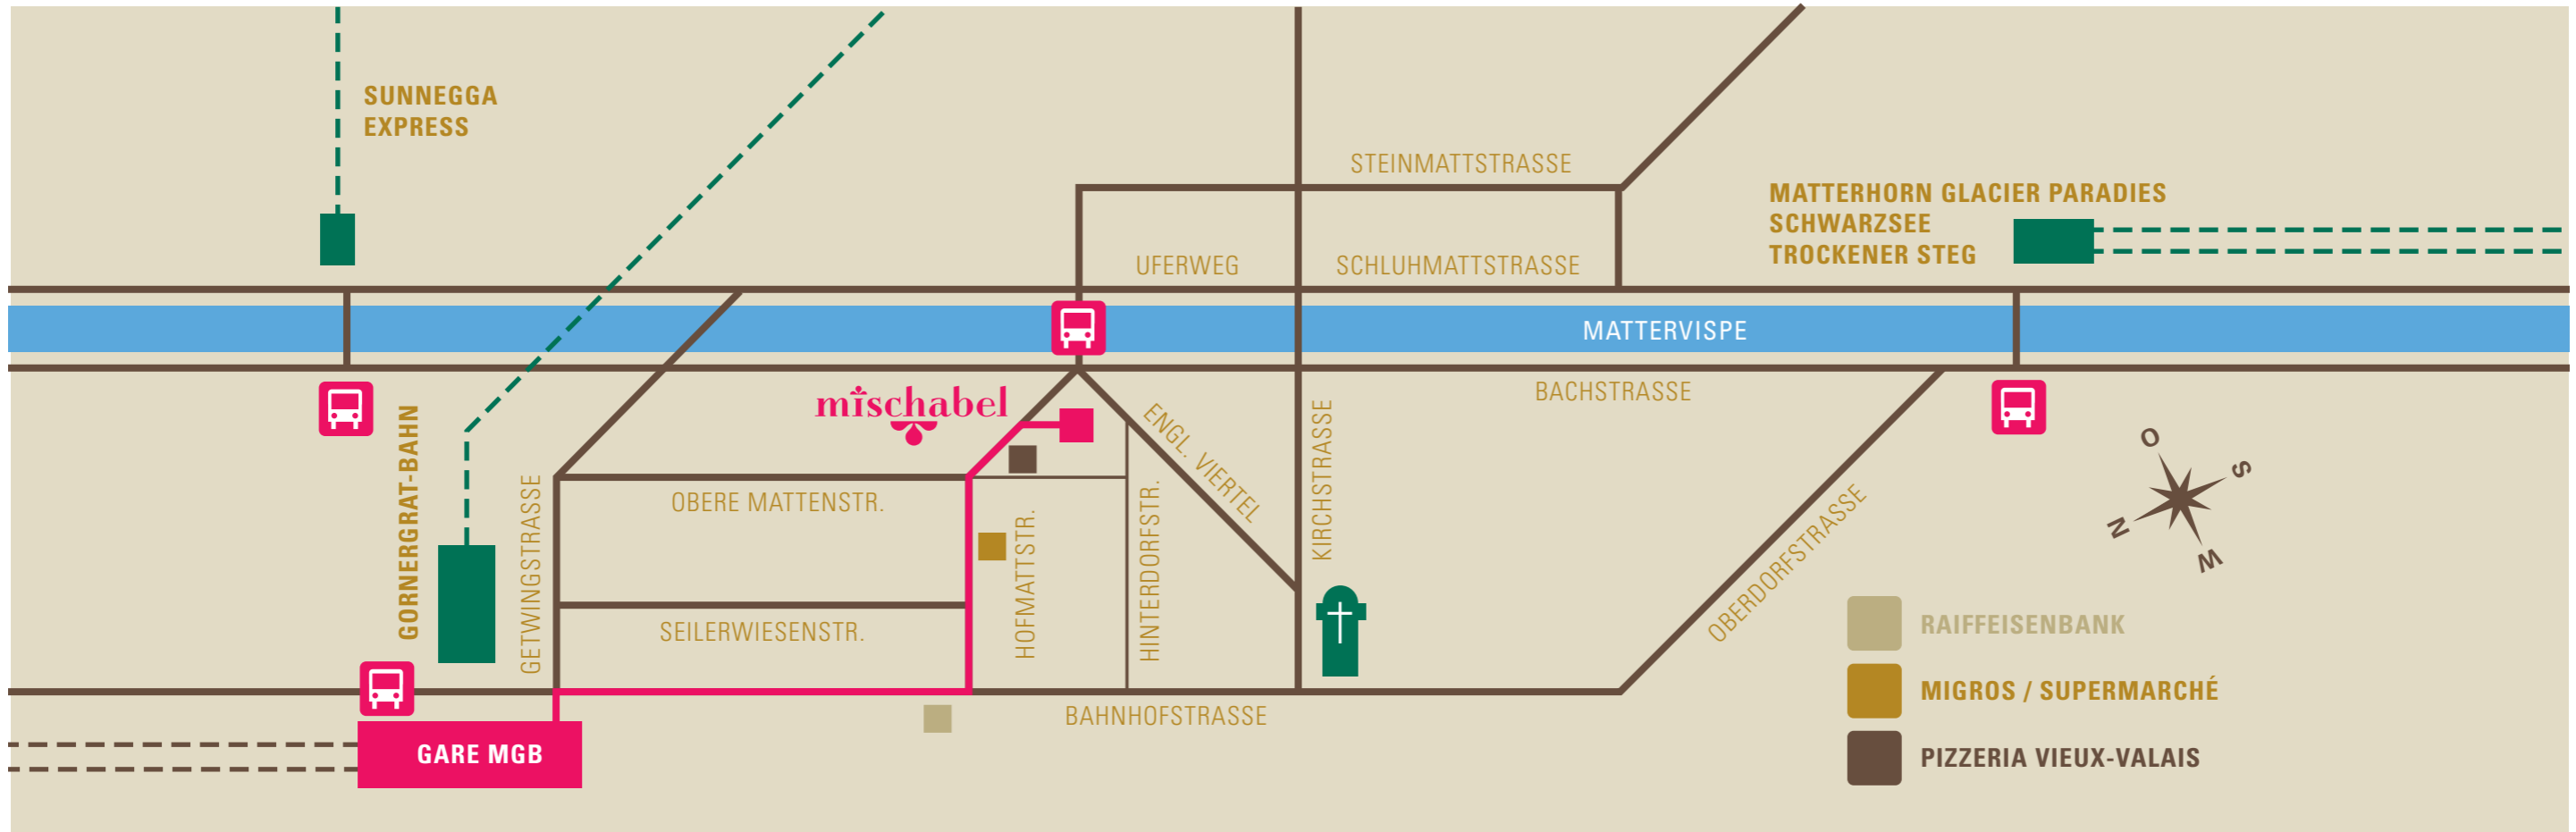 SUNNEGGA
EXPRESS
STEINMATTSTRASSE
MATTERHORN GLACIER PARADIES
SCHWARZSEE
TROCKENER STEG
UFERWEG
SCHLUHMATTSTRASSE
MATTERVISPE
mischabel
BACHSTRASSE
GORNERGRAT-BAHN
GETWINGSTRASSE
OBERE MATTENSTR.
SEILERWIESENSTR.
HOFMATTSTR.
HINTERDORFSTR.
ENGL. VIERTEL
KIRCHSTRASSE
OBERDORFSTRASSE
O
S
N
W
BAHNHOFSTRASSE
GARE MGB
RAIFFEISENBANK
MIGROS / SUPERMARCHÉ
PIZZERIA VIEUX-VALAIS